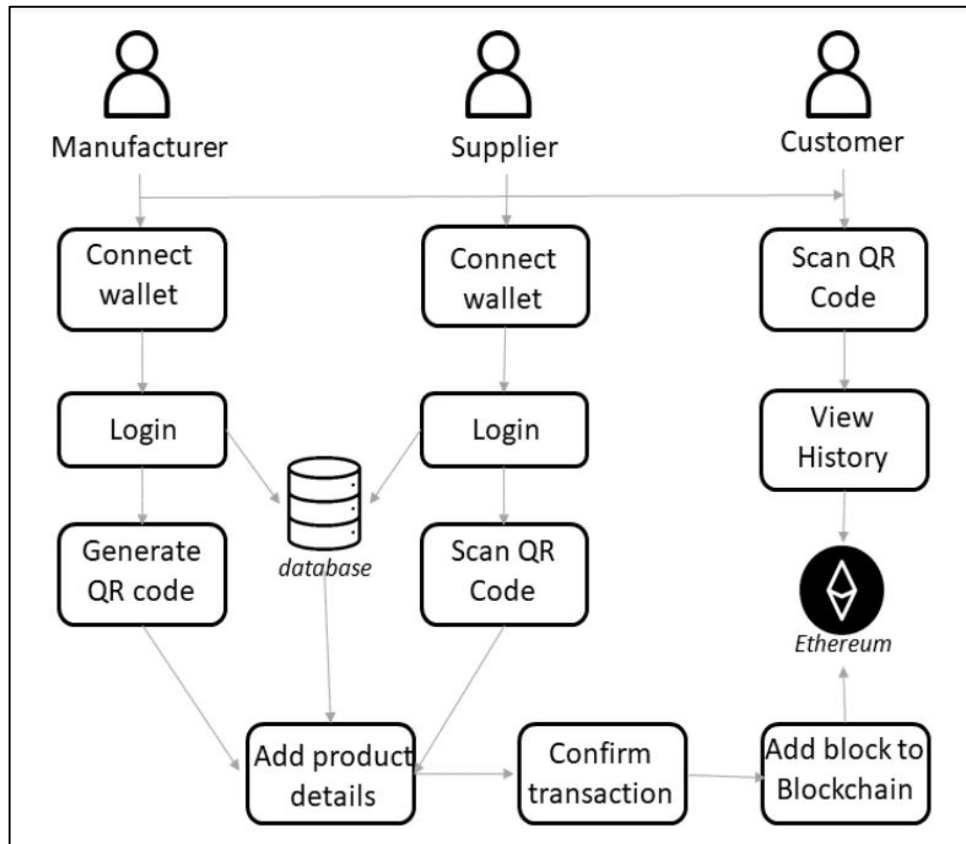 Manufacturer
Supplier
Customer
Connect
wallet
Connect
wallet
Scan QR
Code
Login
Login
View
History
Generate
QR code
database
Scan QR
Code
Ethereum
Add product
details
Confirm
transaction
Add block to
Blockchain